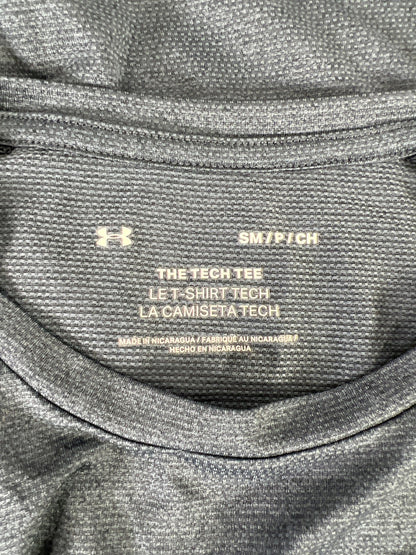 SM / P / CH
THE TECH TEE
LE T-SHIRT TECH
LA CAMISETA TECH
MADE IN NICARAGUA / FABRIQUÉ AU NICARAGUA /
HECHO EN NICARAGUA